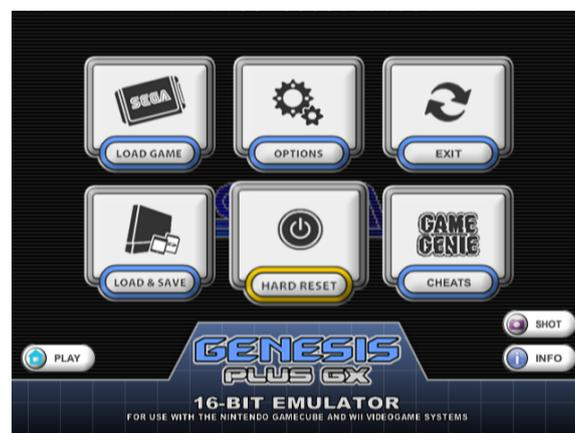 SEGA
LOAD GAME
OPTIONS
EXIT
GAME
GENIE
LOAD & SAVE
HARD RESET
CHEATS
SHOT
PLAY
INFO
GENESIS
PLUS GX
16-BIT EMULATOR
FOR USE WITH THE NINTENDO GAMECUBE AND WII VIDEOGAME SYSTEMS